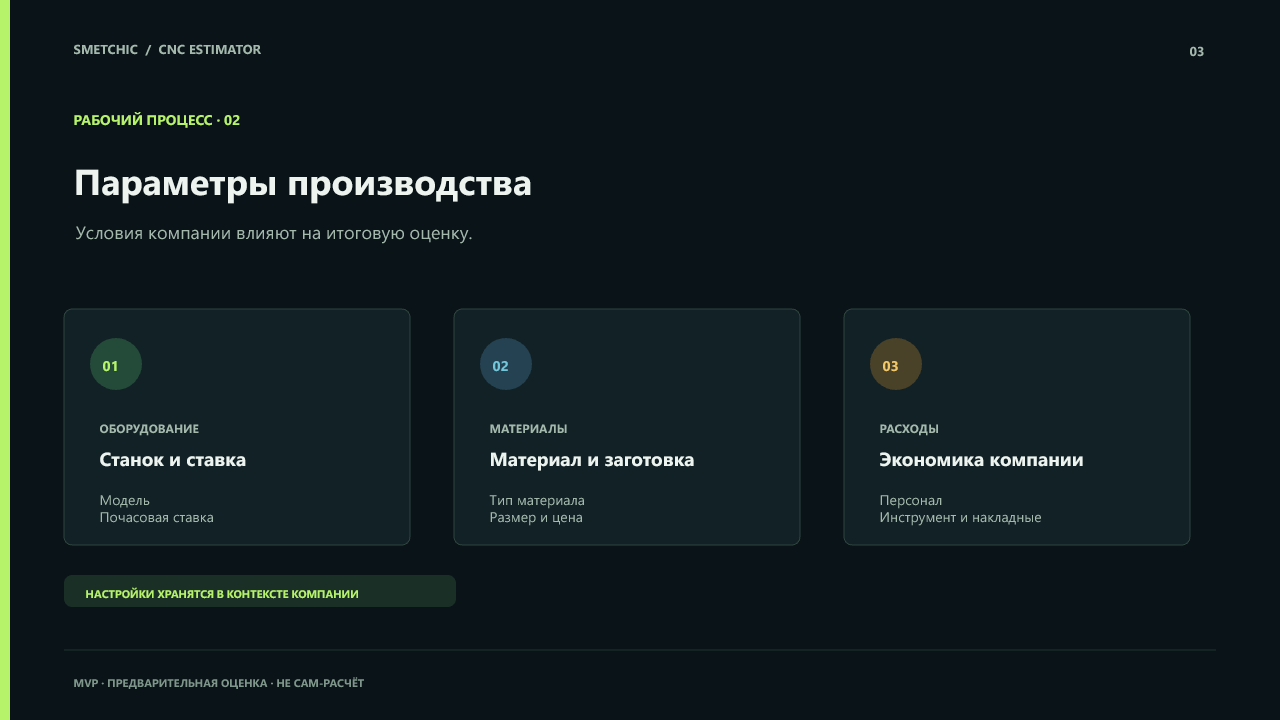 SMETCHIC / CNC ESTIMATOR
03
РАБОЧИЙ ПРОЦЕСС · 02
Параметры производства
Условия компании влияют на итоговую оценку.
01
ОБОРУДОВАНИЕ
Станок и ставка
Модель
Почасовая ставка
02
МАТЕРИАЛЫ
Материал и заготовка
Тип материала
Размер и цена
03
РАСХОДЫ
Экономика компании
Персонал
Инструмент и накладные
НАСТРОЙКИ ХРАНЯТСЯ В КОНТЕКСТЕ КОМПАНИИ
MVP · ПРЕДВАРИТЕЛЬНАЯ ОЦЕНКА · НЕ CAM-РАСЧЁТ